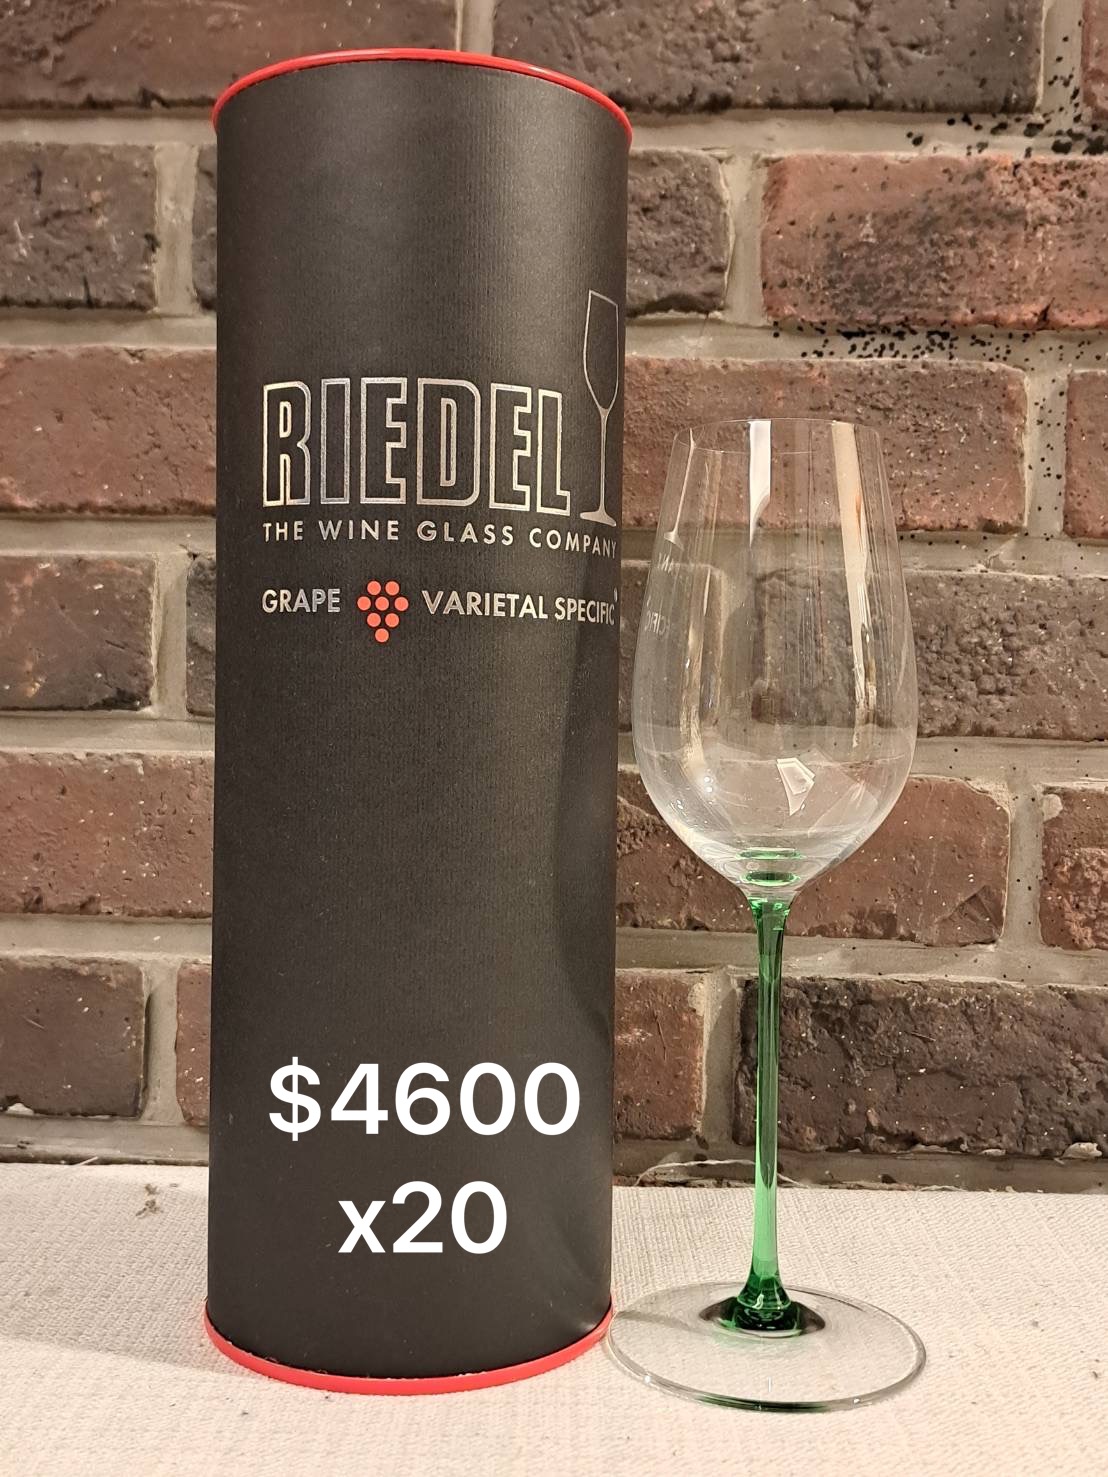 RIEDEL
THE WINE GLASS COMPANY
GRAPE VARIETAL SPECIFIC®
$4600
x20